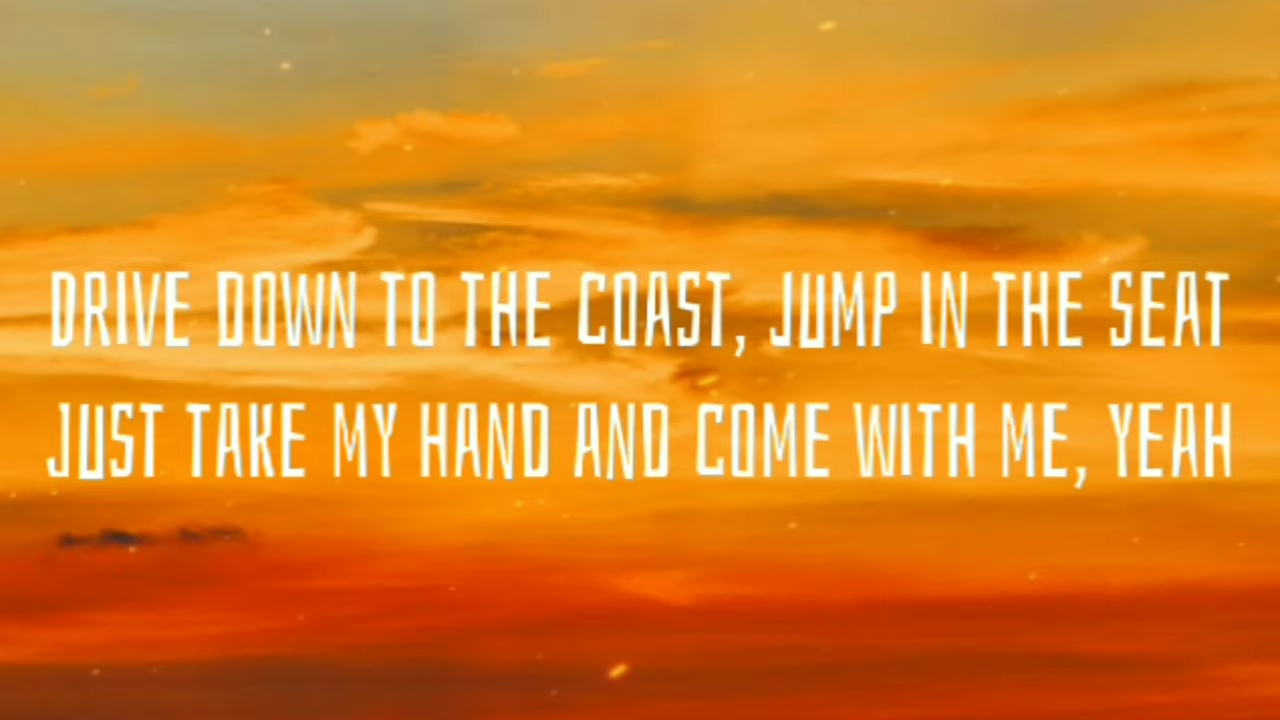 DRIVE DOWN TO THE COAST, JUMP IN THE SEAT
JUST TAKE MY HAND AND COME WITH ME, YEAH